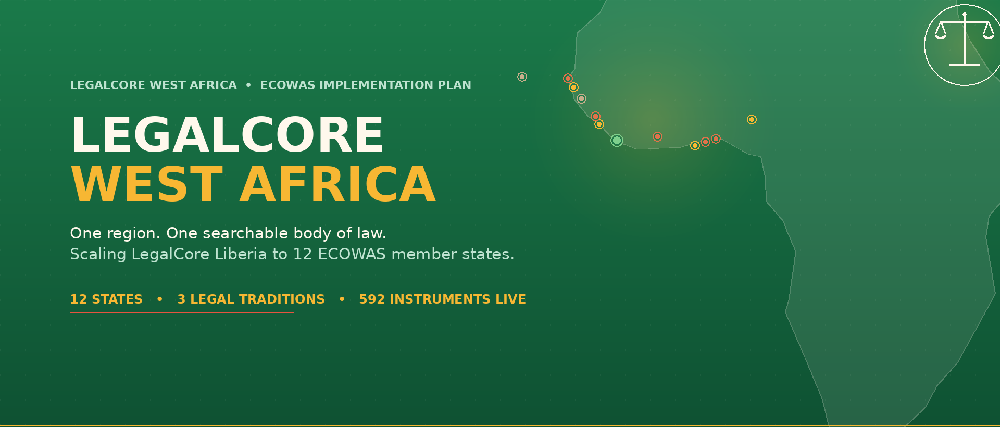 LEGALCORE WEST AFRICA • ECOWAS IMPLEMENTATION PLAN
LEGALCORE
WEST AFRICA
One region. One searchable body of law.
Scaling LegalCore Liberia to 12 ECOWAS member states.
12 STATES • 3 LEGAL TRADITIONS • 592 INSTRUMENTS LIVE